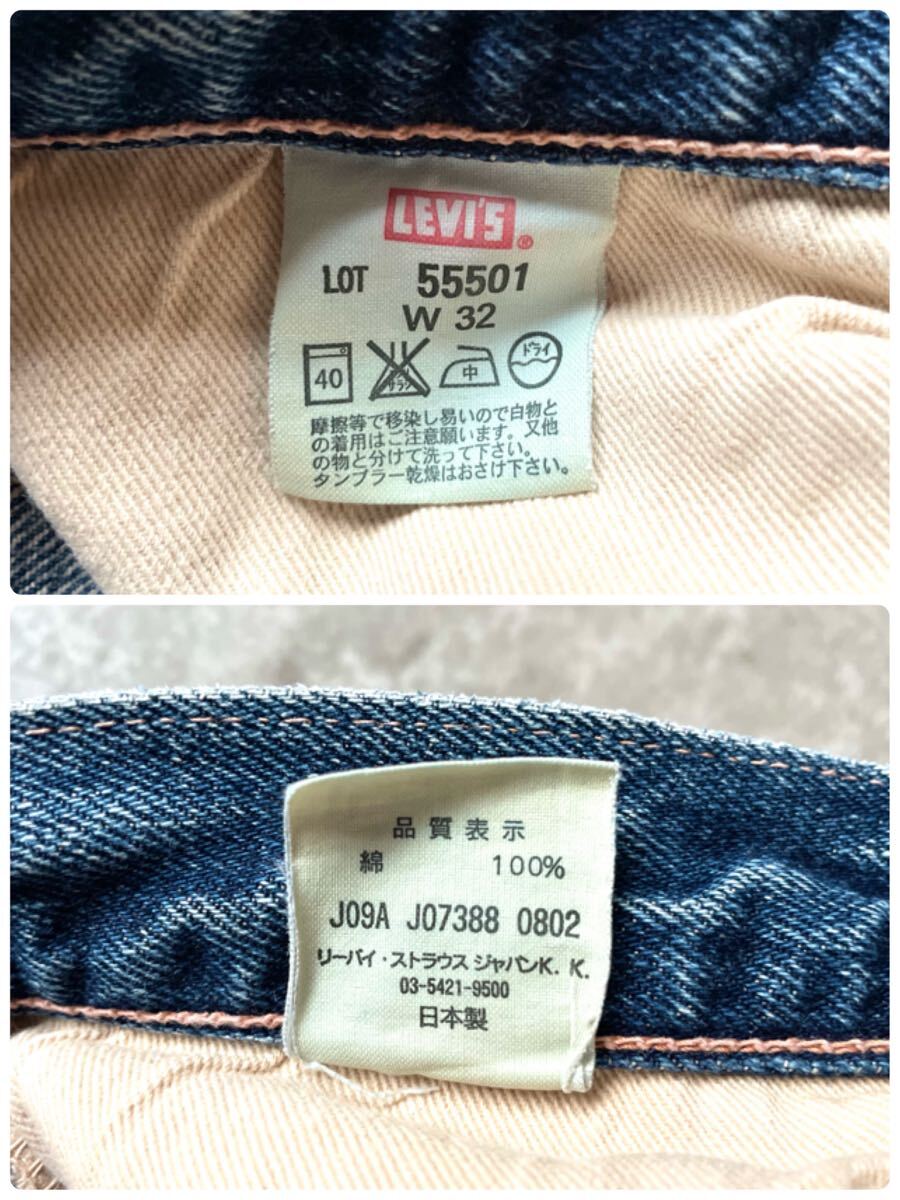 LEVI'S®
LOT 55501
W 32
40
中
ドライ
摩擦等で移染し易いので白物と
の着用はご注意願います。又他
の物と分けて洗って下さい。
タンブラー乾燥はおさけ下さい。
品質表示
綿 100%
J09A J07388 0802
リーバイ・ストラウス ジャパンK.K.
03-5421-9500
日本製